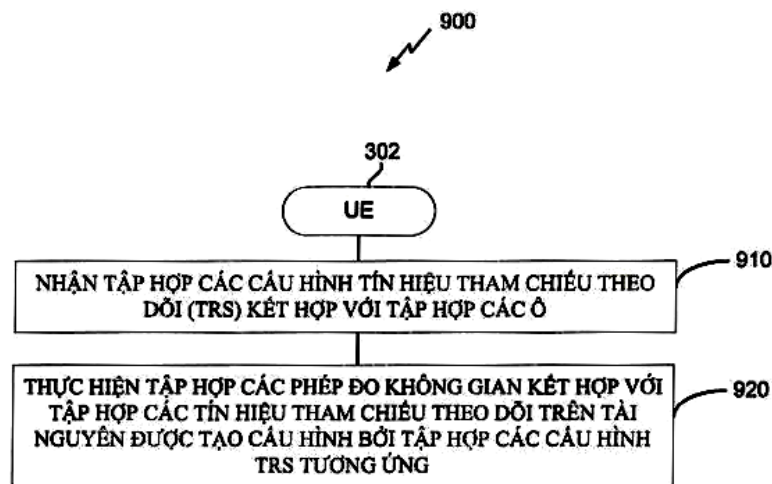 900
302
UE
910
NHẬN TẬP HỢP CÁC CẤU HÌNH TÍN HIỆU THAM CHIẾU THEO
DÕI (TRS) KẾT HỢP VỚI TẬP HỢP CÁC Ô
THỰC HIỆN TẬP HỢP CÁC PHÉP ĐO KHÔNG GIAN KẾT HỢP VỚI
TẬP HỢP CÁC TÍN HIỆU THAM CHIẾU THEO DÕI TRÊN TÀI
NGUYÊN ĐƯỢC TẠO CẤU HÌNH BỞI TẬP HỢP CÁC CẤU HÌNH
TRS TƯƠNG ỨNG
920